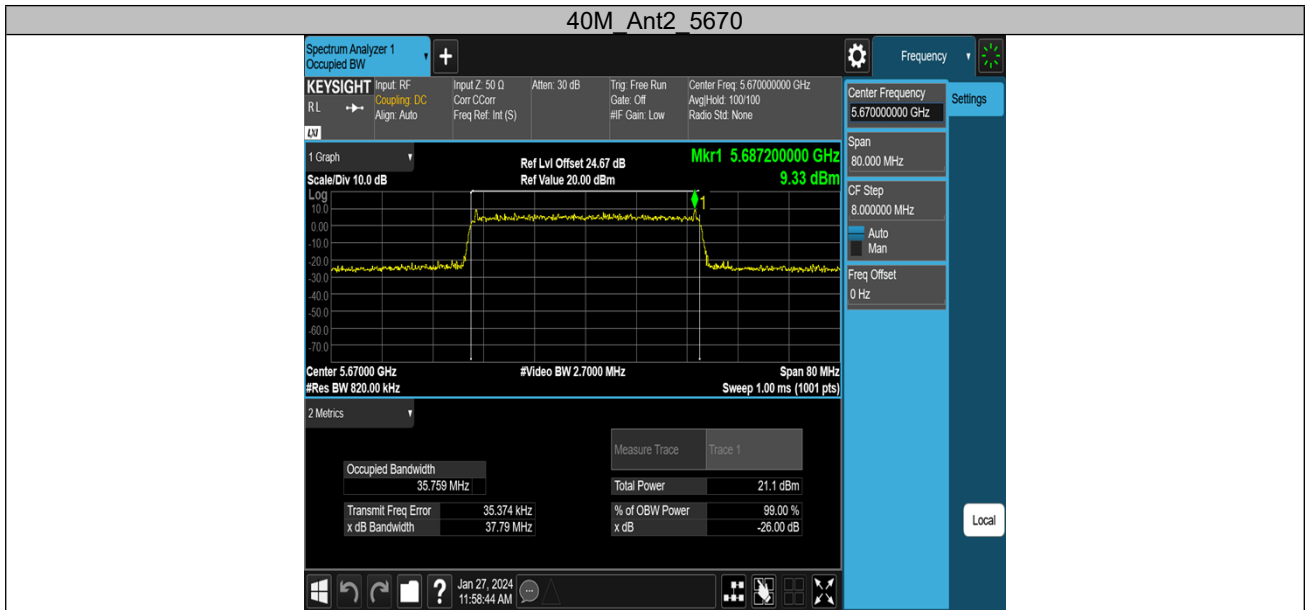 40M_Ant2_5670
Spectrum Analyzer 1
Occupied BW
+
Frequency
KEYSIGHT
R L
LXI
Input: RF
Coupling: DC
Align: Auto
Input Z: 50 Ω
Corr CCorr
Freq Ref: Int (S)
Atten: 30 dB
Trig: Free Run
Gate: Off
#IF Gain: Low
Center Freq: 5.670000000 GHz
Avg|Hold: 100/100
Radio Std: None
Center Frequency
5.670000000 GHz
Settings
Span
80.000 MHz
CF Step
8.000000 MHz
Auto
Man
Freq Offset
0 Hz
Local
1 Graph
Scale/Div 10.0 dB
Ref Lvl Offset 24.67 dB
Ref Value 20.00 dBm
Mkr1 5.687200000 GHz
9.33 dBm
Log
10.0
0.00
-10.0
-20.0
-30.0
-40.0
-50.0
-60.0
-70.0
1
Center 5.67000 GHz
#Res BW 820.00 kHz
#Video BW 2.7000 MHz
Span 80 MHz
Sweep 1.00 ms (1001 pts)
2 Metrics
Measure Trace Trace 1
Occupied Bandwidth
35.759 MHz
Total Power 21.1 dBm
Transmit Freq Error 35.374 kHz
% of OBW Power 99.00 %
x dB Bandwidth 37.79 MHz
x dB -26.00 dB
?
Jan 27, 2024
11:58:44 AM